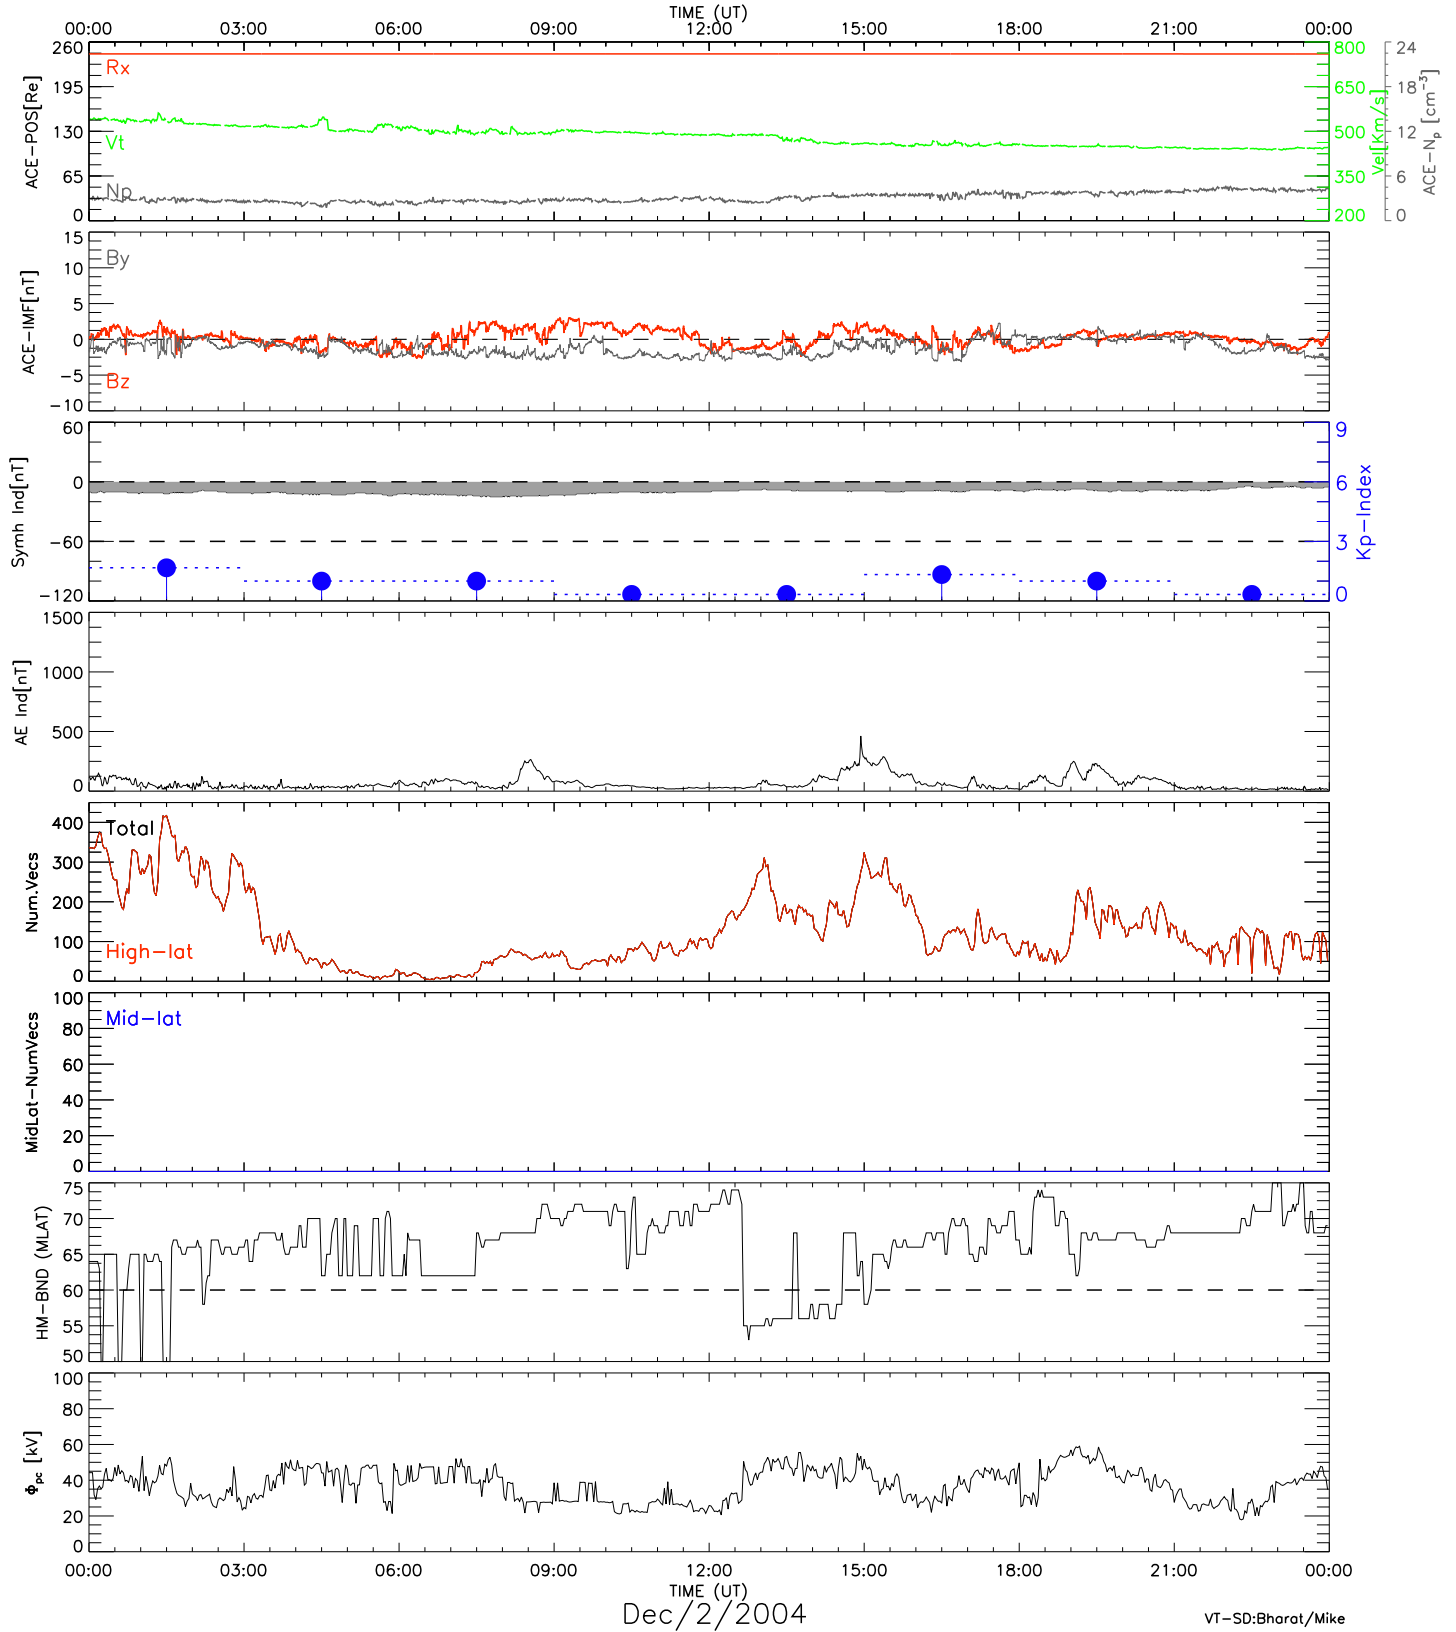 TIME (UT)
00:00 03:00 06:00 09:00 12:00 15:00 18:00 21:00 00:00
260 195 130 65 0
ACE-POS[Re]
Rx
Vt
Np
800 650 500 350 200
Vel[Km/s]
24 18 12 6 0
ACE-Np [cm-3]
15 10 5 0 -5 -10
ACE-IMF[nT]
By
Bz
60 0 -60 -120
Symh Ind[nT]
9 6 3 0
Kp-Index
1500 1000 500 0
AE Ind[nT]
400 300 200 100 0
Num.Vecs
Total
High-lat
100 80 60 40 20 0
MidLat-NumVecs
Mid-lat
75 70 65 60 55 50
HM-BND (MLAT)
100 80 60 40 20 0
Φpc [kV]
00:00 03:00 06:00 09:00 12:00 15:00 18:00 21:00 00:00
TIME (UT)
Dec/2/2004
VT-SD:Bharat/Mike